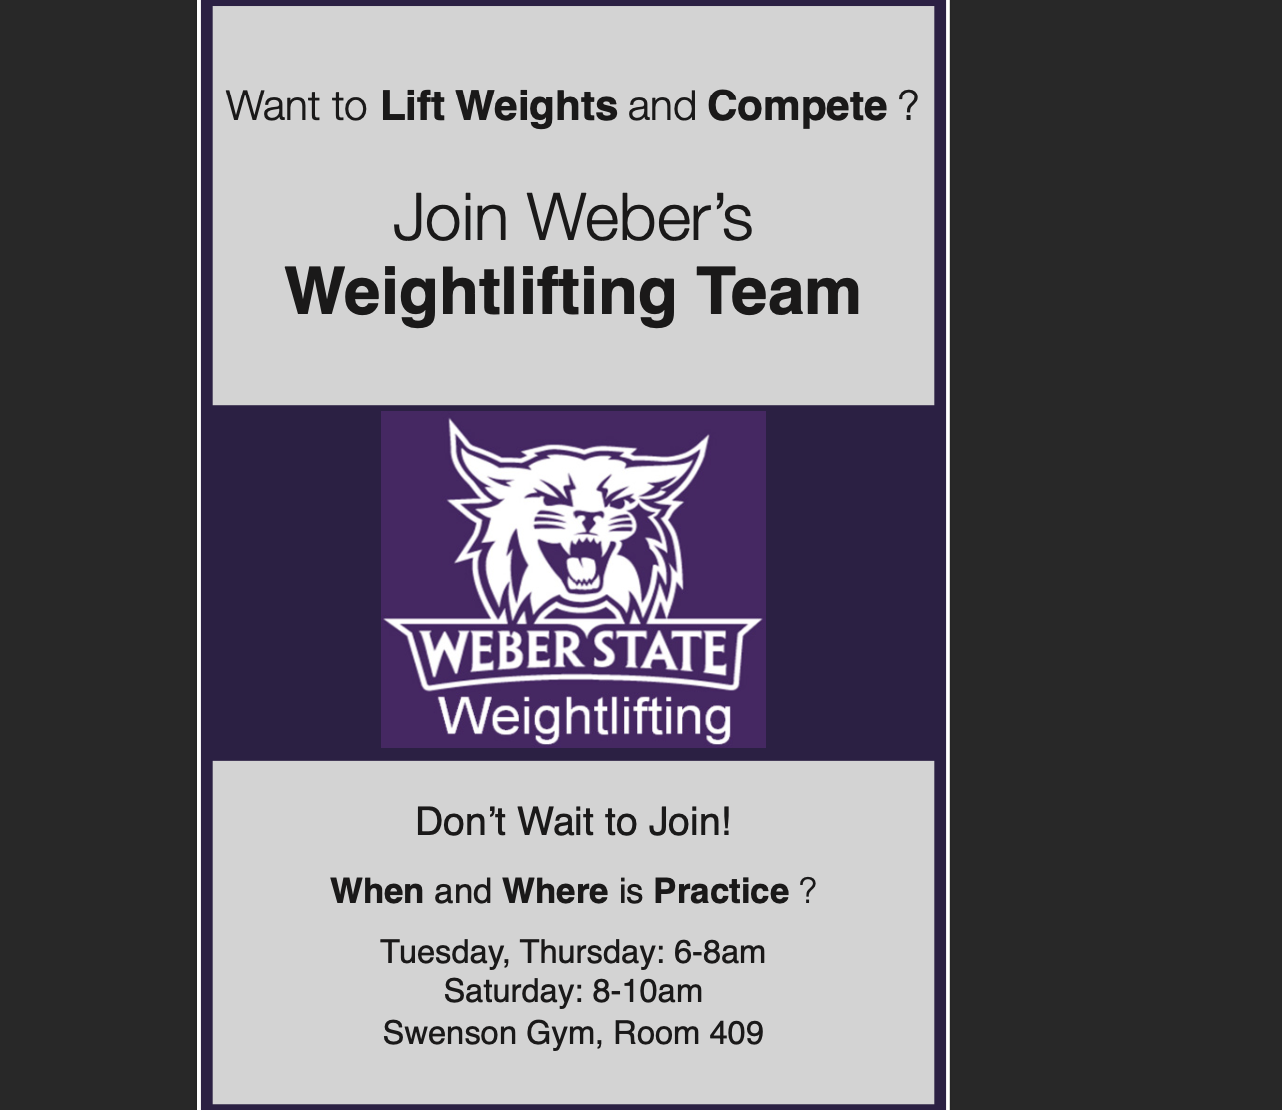 Want to Lift Weights and Compete ?
Join Weber’s
Weightlifting Team
WEBER STATE
Weightlifting
Don’t Wait to Join!
When and Where is Practice ?
Tuesday, Thursday: 6-8am
Saturday: 8-10am
Swenson Gym, Room 409